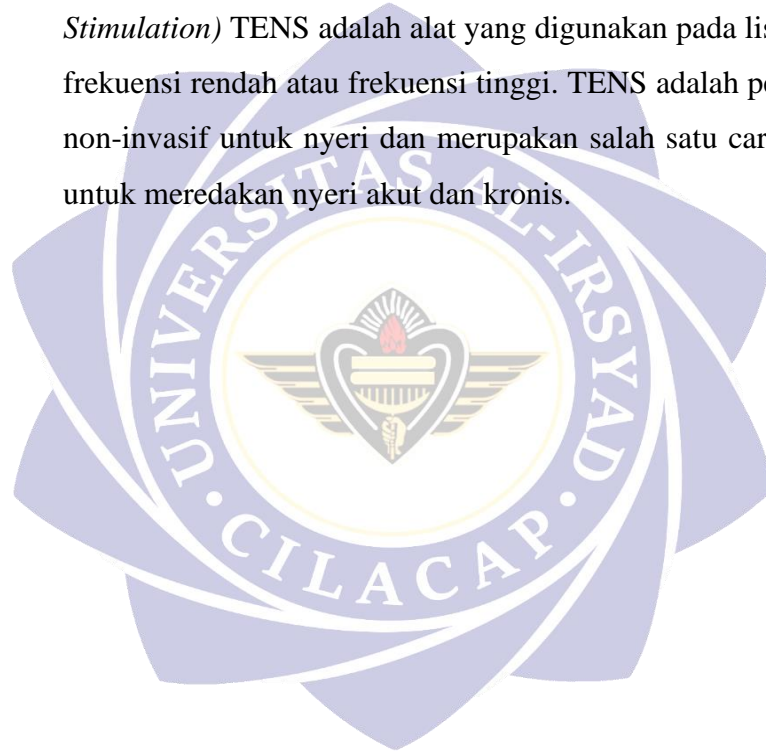 Stimulation) TENS adalah alat yang digunakan pada lis
frekuensi rendah atau frekuensi tinggi. TENS adalah pe
non-invasif untuk nyeri dan merupakan salah satu car
untuk meredakan nyeri akut dan kronis.
UNIVERSITAS AL-IRSYAD
• CILACAP •